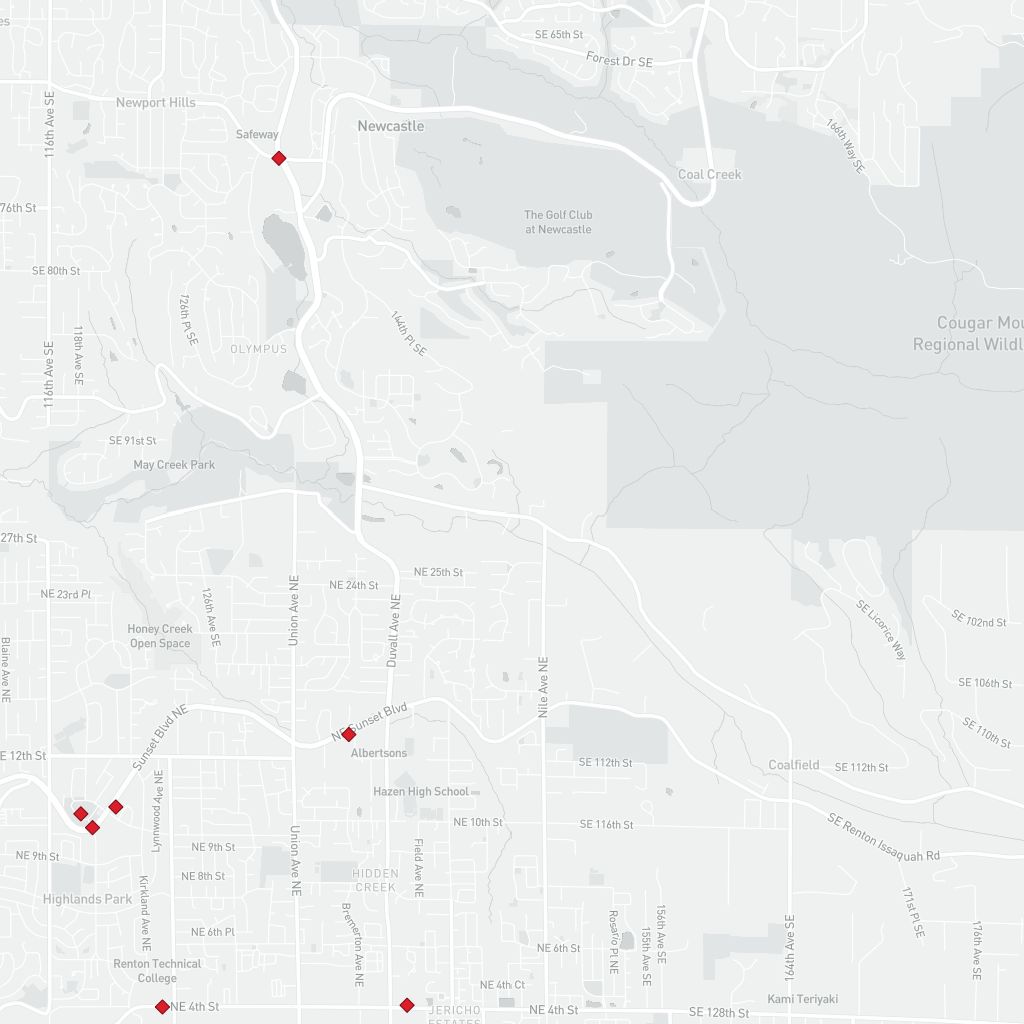 es
SE 65th St
Forest Dr SE
Newport Hills
116th Ave SE
Safeway
Newcastle
166th Way SE
Coal Creek
76th St
The Golf Club
at Newcastle
SE 80th St
126th Pl SE
118th Ave SE
144th Pl SE
OLYMPUS
116th Ave SE
Cougar Mou
Regional Wildl
SE 91st St
May Creek Park
27th St
NE 25th St
NE 24th St
NE 23rd Pl
126th Ave SE
Union Ave NE
Duvall Ave NE
Honey Creek
Open Space
Blaine Ave NE
SE Licorice Way
SE 102nd St
Nile Ave NE
SE 106th St
Sunset Blvd NE
NE Sunset Blvd
SE 110th St
E 12th St
Albertsons
SE 112th St
Coalfield
SE 112th St
Lynnwood Ave NE
Hazen High School
NE 10th St
SE 116th St
SE Renton Issaquah Rd
NE 9th St
NE 9th St
Union Ave NE
Field Ave NE
NE 8th St
HIDDEN
CREEK
Highlands Park
Kirkland Ave NE
Bremerton Ave NE
171st Pl SE
NE 6th Pl
Rosario Pl NE
156th Ave SE
155th Ave SE
164th Ave SE
176th Ave SE
NE 6th St
Renton Technical
College
NE 4th Ct
Kami Teriyaki
NE 4th St
JERICHO
ESTATES
NE 4th St
SE 128th St